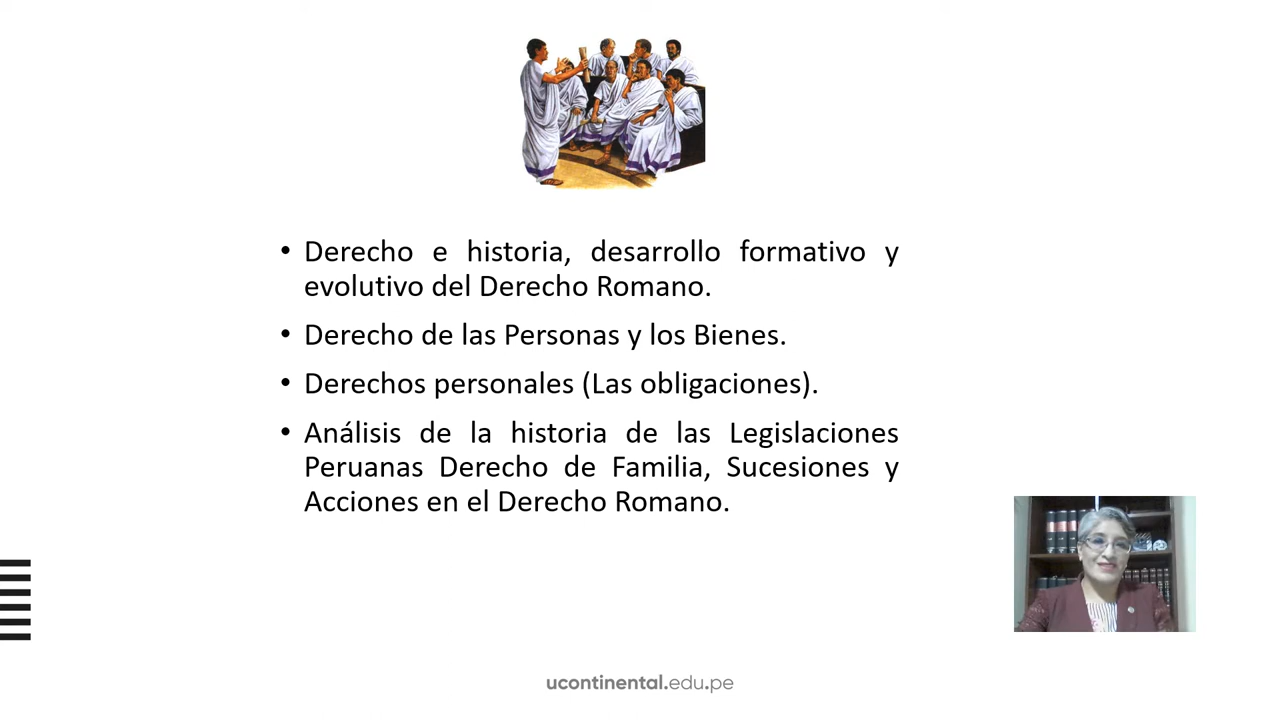 • Derecho e historia, desarrollo formativo y
evolutivo del Derecho Romano.
• Derecho de las Personas y los Bienes.
• Derechos personales (Las obligaciones).
• Análisis de la historia de las Legislaciones
Peruanas Derecho de Familia, Sucesiones y
Acciones en el Derecho Romano.
ucontinental.edu.pe